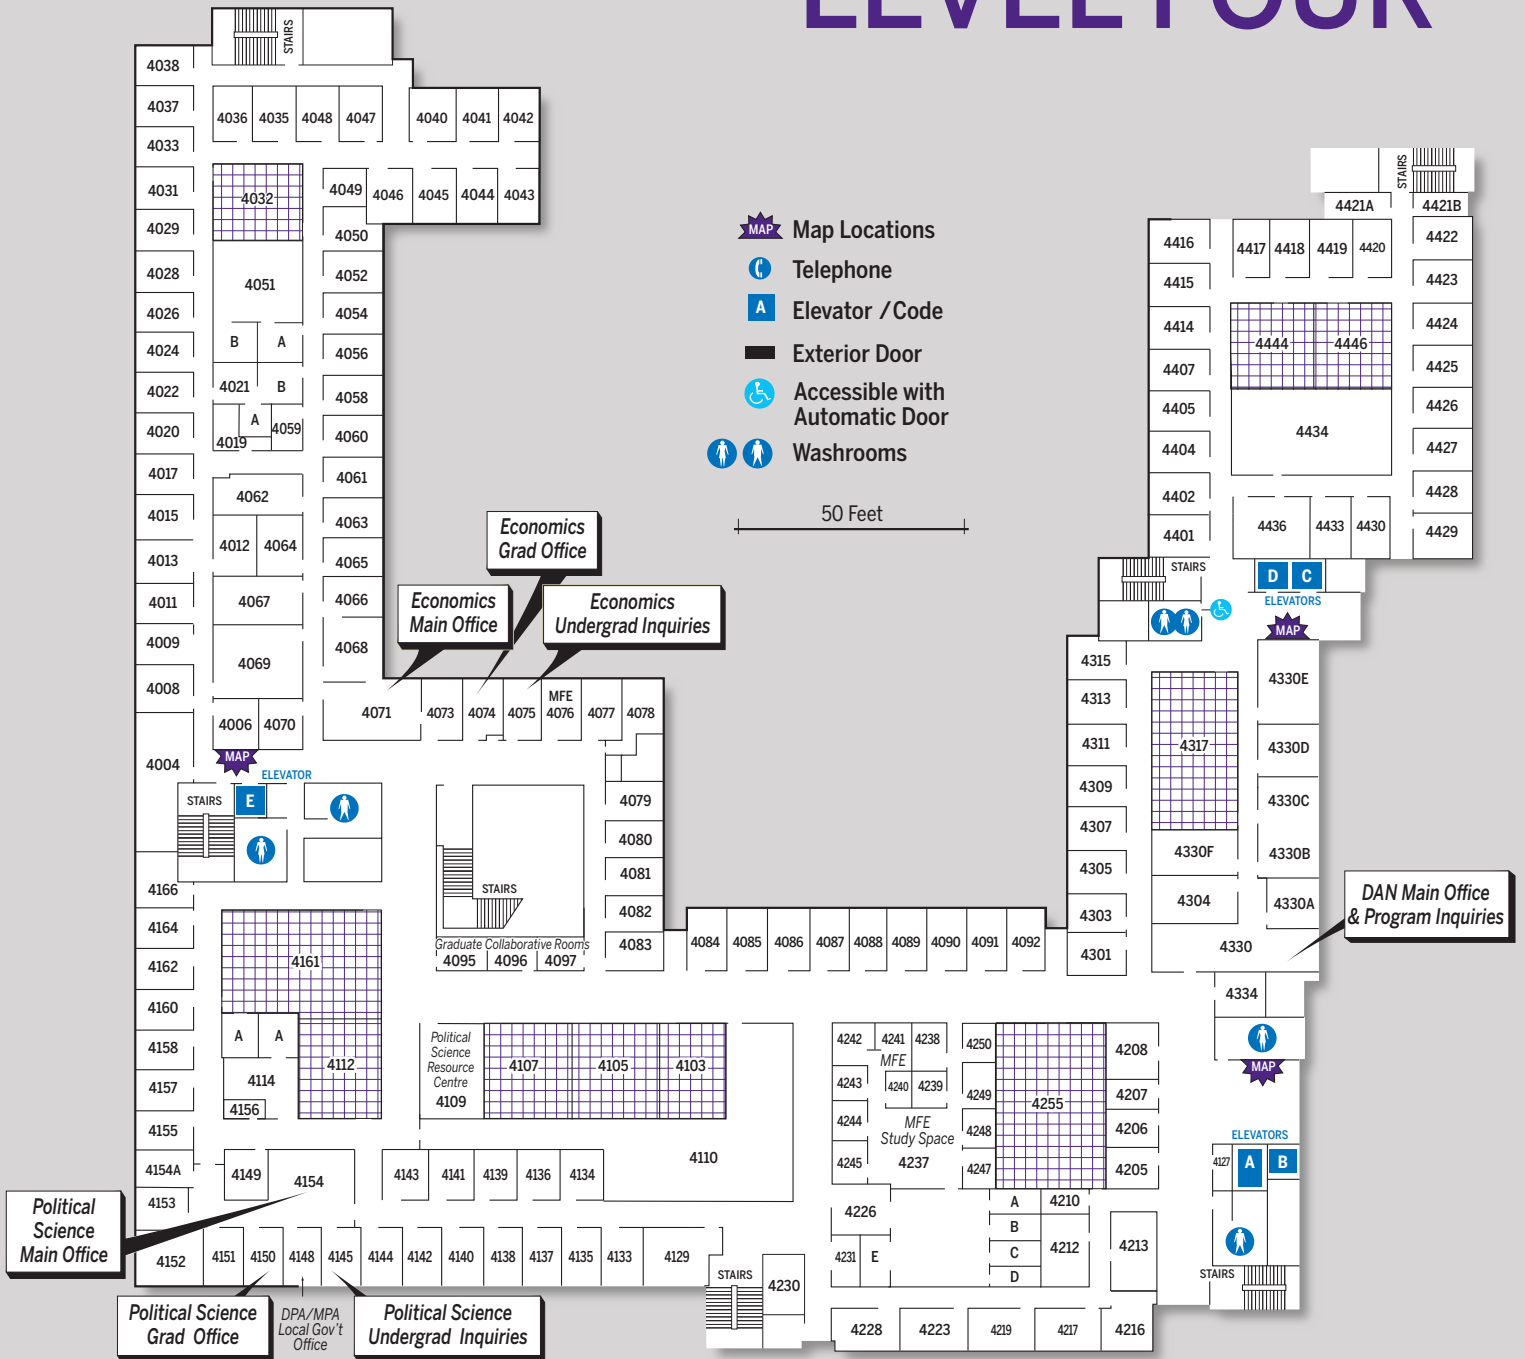 LEVEL FOUR
STAIRS
4038
4037
4033
4031
4029
4028
4026
4024
4022
4020
4017
4015
4013
4011
4009
4008
4004
4036
4035
4048
4047
4040
4041
4042
4032
4049
4046
4045
4044
4043
4050
4051
4052
4054
4056
4058
4060
4061
4063
4065
4066
4068
B
A
4021
B
A
4019
4059
4062
4012
4064
4067
4069
4006
4070
MAP
ELEVATOR
STAIRS
E
MAP
Map Locations
Telephone
A
Elevator / Code
Exterior Door
Accessible with
Automatic Door
Washrooms
50 Feet
Economics
Grad Office
Economics
Main Office
Economics
Undergrad Inquiries
4071
4073
4074
4075
MFE
4076
4077
4078
4079
4080
4081
4082
4083
STAIRS
Graduate Collaborative Rooms
4095
4096
4097
4084
4085
4086
4087
4088
4089
4090
4091
4092
STAIRS
4421A
4421B
4416
4415
4414
4407
4405
4404
4402
4401
4417
4418
4419
4420
4422
4423
4424
4425
4426
4427
4428
4429
4444
4446
4434
4436
4433
4430
STAIRS
D
C
ELEVATORS
MAP
4315
4313
4311
4309
4307
4305
4303
4301
4317
4330E
4330D
4330C
4330B
4330F
4304
4330A
4330
DAN Main Office
& Program Inquiries
4334
MAP
ELEVATORS
4127
A
B
STAIRS
4166
4164
4162
4160
4158
4157
4155
4154A
4153
4152
4161
A
A
4112
4114
4156
4149
4154
Political
Science
Resource
Centre
4109
4107
4105
4103
4110
4143
4141
4139
4136
4134
4151
4150
4148
4145
4144
4142
4140
4138
4137
4135
4133
4129
Political
Science
Main Office
Political Science
Grad Office
DPA/MPA
Local Gov't
Office
Political Science
Undergrad Inquiries
STAIRS
4230
4242
4241
4238
MFE
4243
4240
4239
4244
MFE
Study Space
4245
4237
4250
4249
4248
4247
4255
4208
4207
4206
4205
4226
4231
E
A
B
C
D
4210
4212
4213
4228
4223
4219
4217
4216